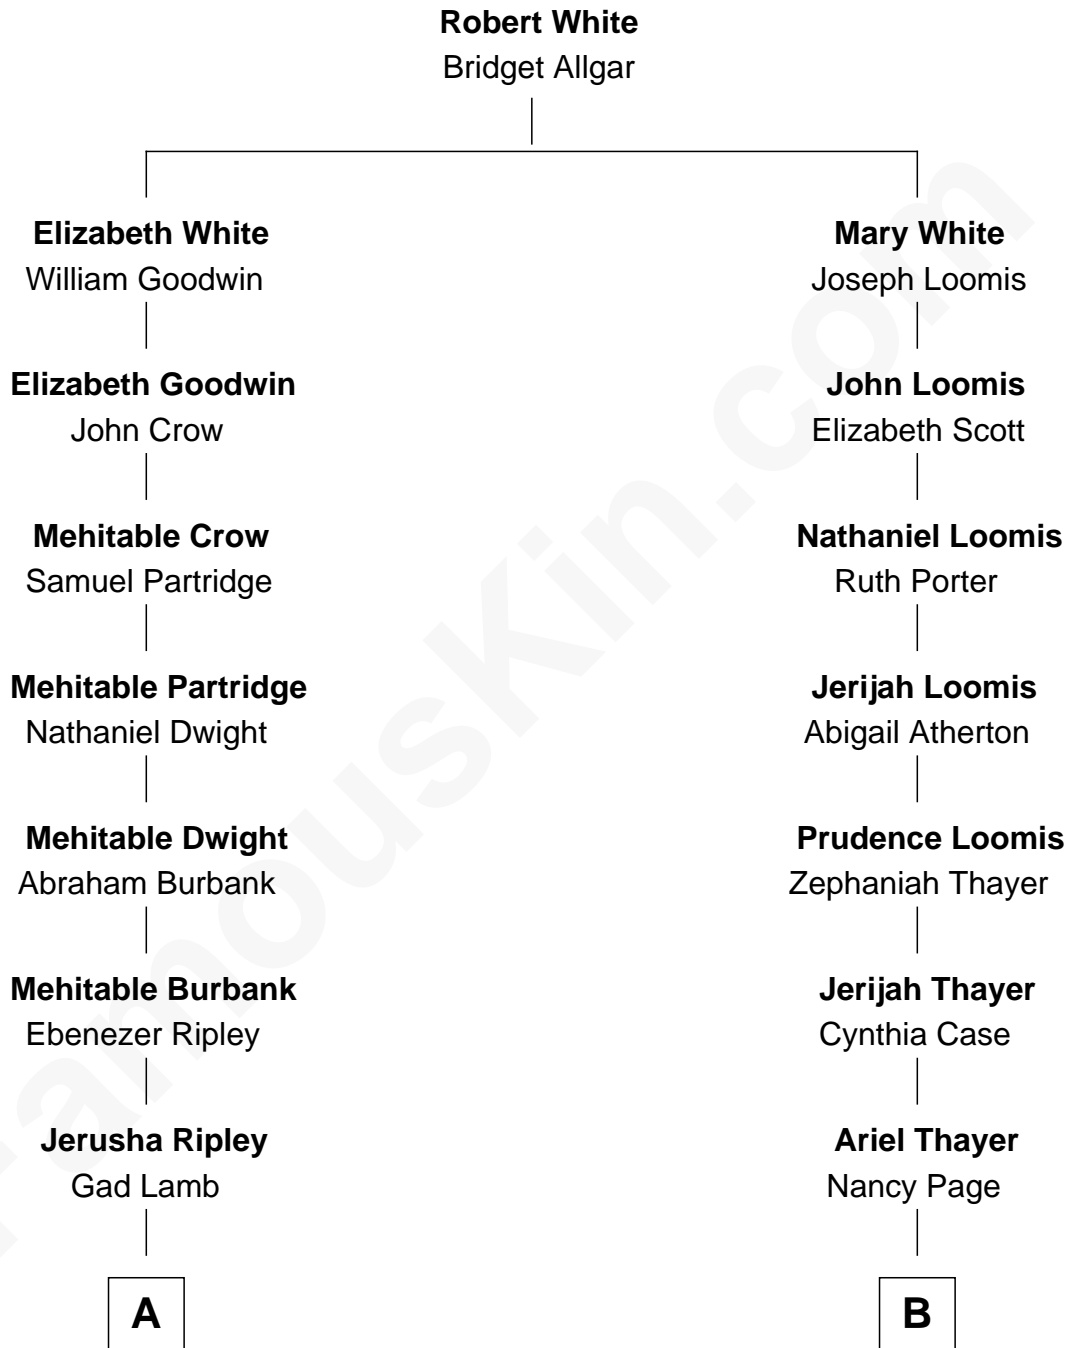 Robert White
Bridget Allgar
Elizabeth White
William Goodwin
Mary White
Joseph Loomis
Elizabeth Goodwin
John Crow
John Loomis
Elizabeth Scott
Mehitable Crow
Samuel Partridge
Nathaniel Loomis
Ruth Porter
Mehitable Partridge
Nathaniel Dwight
Jerijah Loomis
Abigail Atherton
Mehitable Dwight
Abraham Burbank
Prudence Loomis
Zephaniah Thayer
Mehitable Burbank
Ebenezer Ripley
Jerijah Thayer
Cynthia Case
Jerusha Ripley
Gad Lamb
Ariel Thayer
Nancy Page
A
B
FamousKin.com